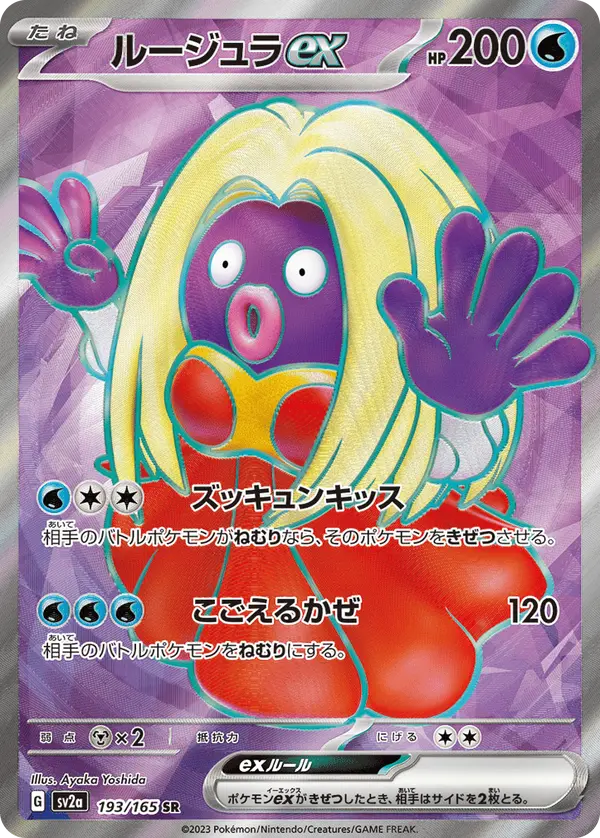 たね ルージュラex HP200
ズッキュンキッス
相手のバトルポケモンがねむりなら、そのポケモンをきぜつさせる。
こごえるかぜ 120
相手のバトルポケモンをねむりにする。
弱点 ×2 抵抗力 にげる
Illus. Ayaka Yoshida
exルール
G sv2a 193/165 SR
ポケモンexがきぜつしたとき、相手はサイドを2枚とる。
©2023 Pokémon/Nintendo/Creatures/GAME FREAK.